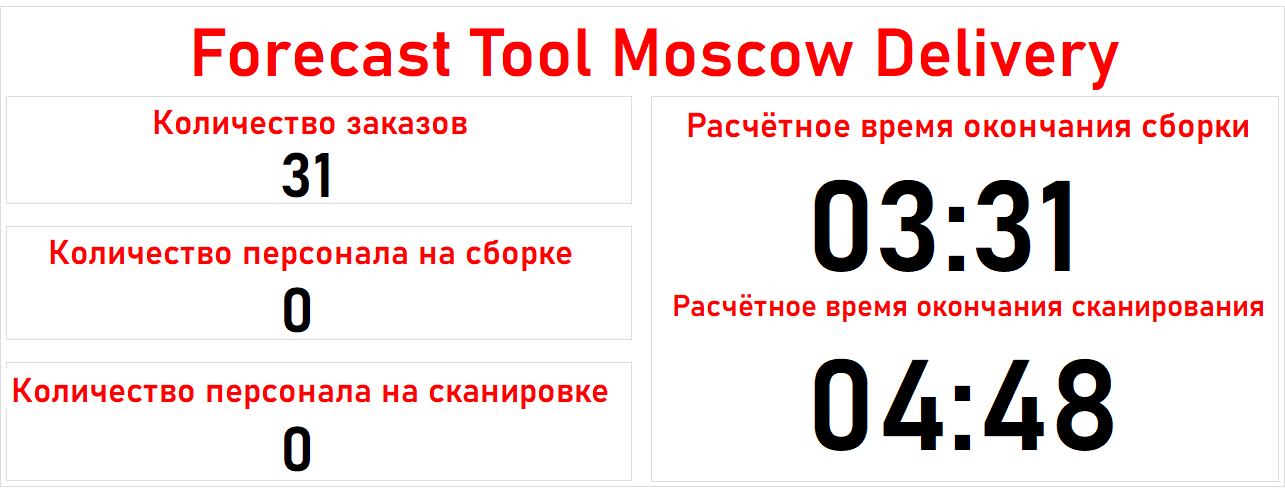 Forecast Tool Moscow Delivery
Количество заказов
31
Количество персонала на сборке
0
Количество персонала на сканировке
0
Расчётное время окончания сборки
03:31
Расчётное время окончания сканирования
04:48